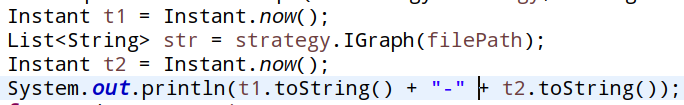 Instant t1 = Instant.now();
List<String> str = strategy.IGraph(filePath);
Instant t2 = Instant.now();
System.out.println(t1.toString() + "-" + t2.toString());